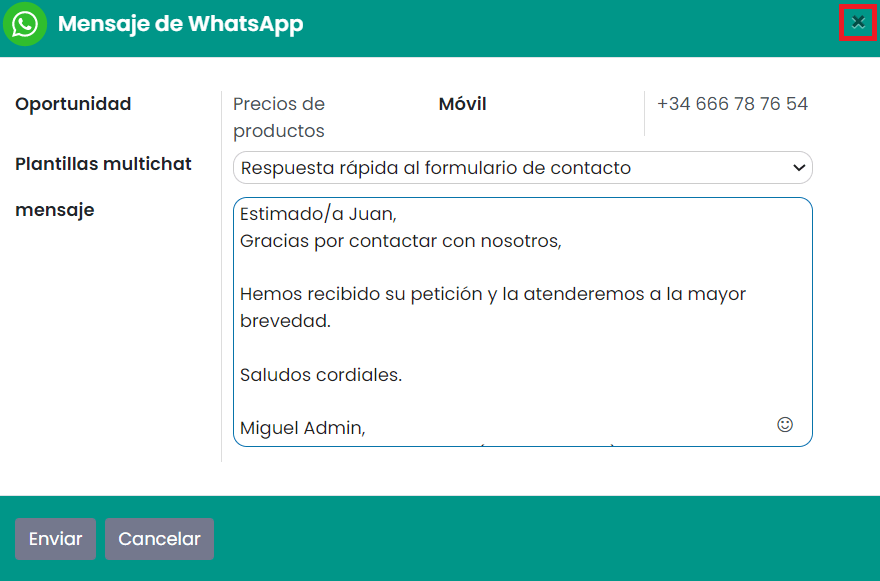 Mensaje de WhatsApp
Oportunidad
Precios de
productos
Móvil
+34 666 78 76 54
Plantillas multichat
Respuesta rápida al formulario de contacto
mensaje
Estimado/a Juan,
Gracias por contactar con nosotros,
Hemos recibido su petición y la atenderemos a la mayor
brevedad.
Saludos cordiales.
Miguel Admin,
Enviar
Cancelar